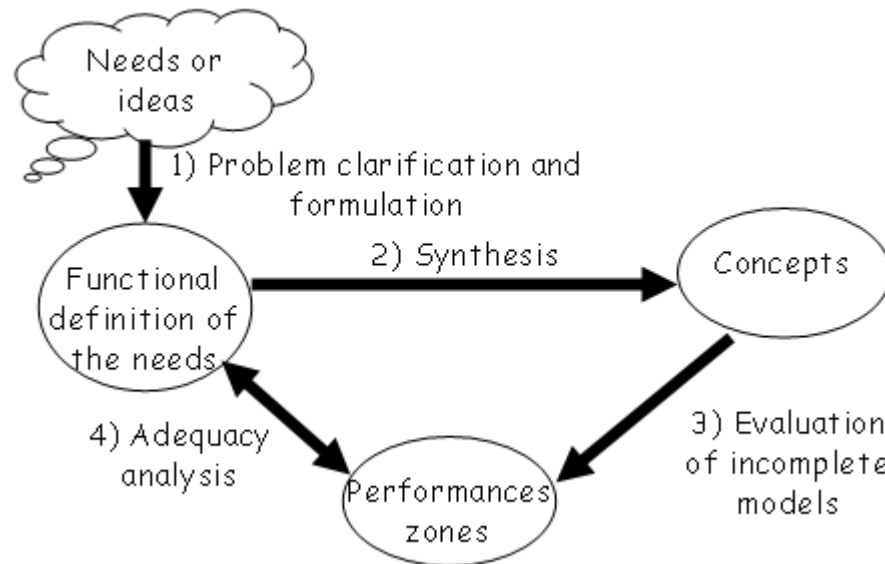 Needs or
ideas
1) Problem clarification and
formulation
2) Synthesis
Concepts
Functional
definition of
the needs
4) Adequacy
analysis
Performances
zones
3) Evaluation
of incomplete
models